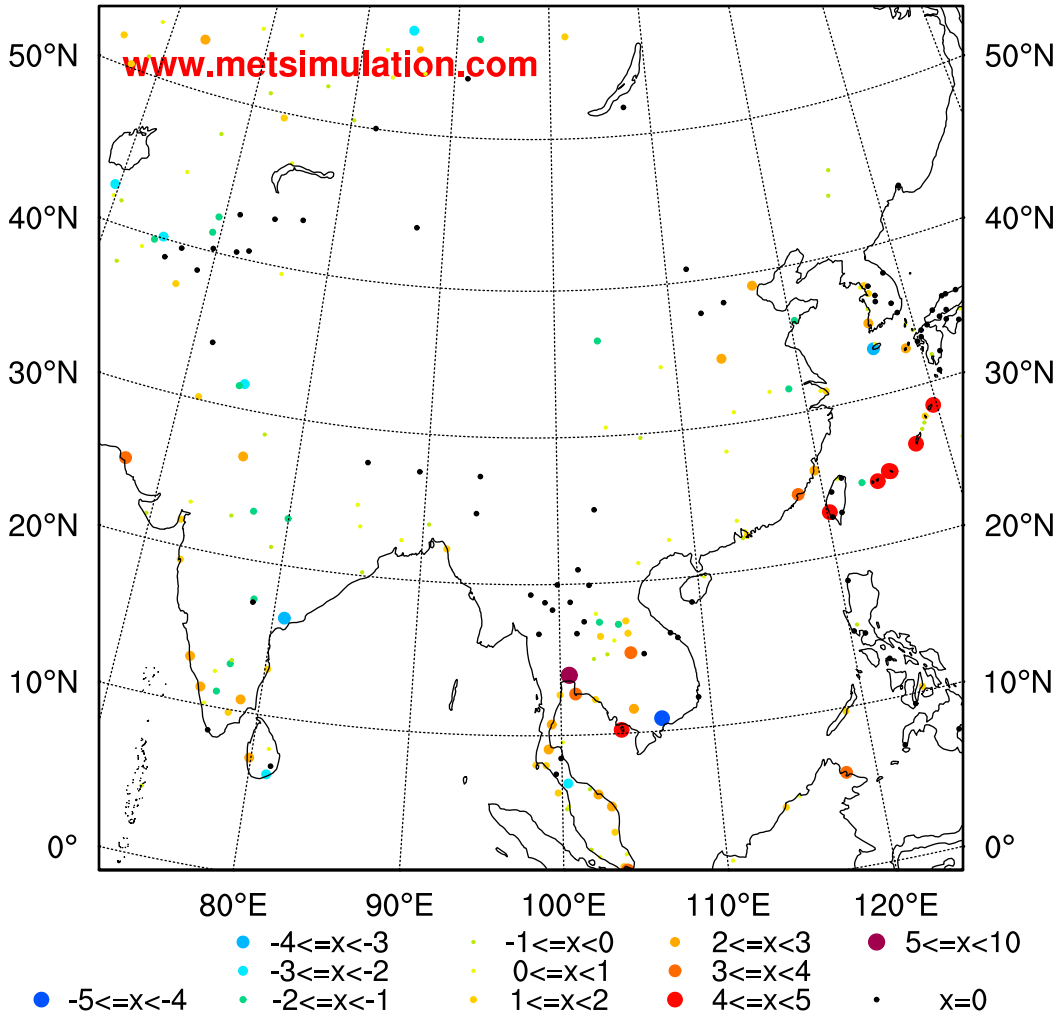 50°N 50°N
www.metsimulation.com
40°N 40°N
30°N 30°N
20°N 20°N
10°N 10°N
0° 0°
80°E 90°E 100°E 110°E 120°E
-4<=x<-3 -1<=x<0 2<=x<3 5<=x<10
-3<=x<-2 0<=x<1 3<=x<4
-5<=x<-4 -2<=x<-1 1<=x<2 4<=x<5 x=0